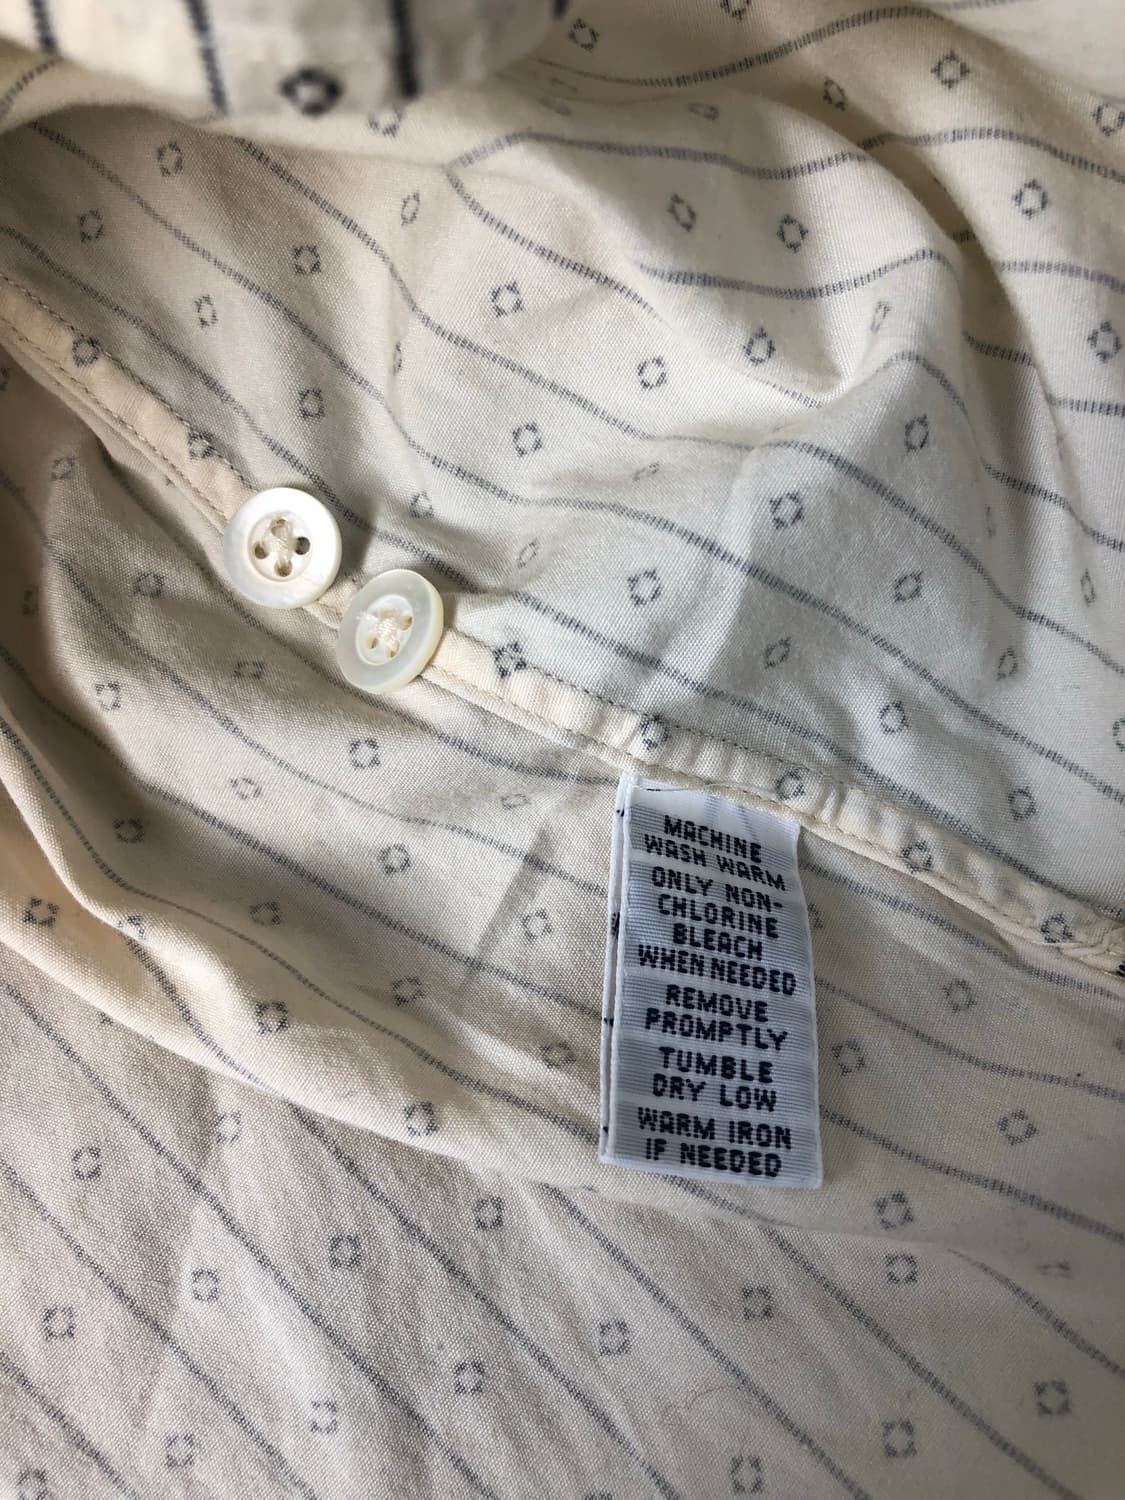 MACHINE
WASH WARM
ONLY NON-
CHLORINE
BLEACH
WHEN NEEDED
REMOVE
PROMPTLY
TUMBLE
DRY LOW
WARM IRON
IF NEEDED